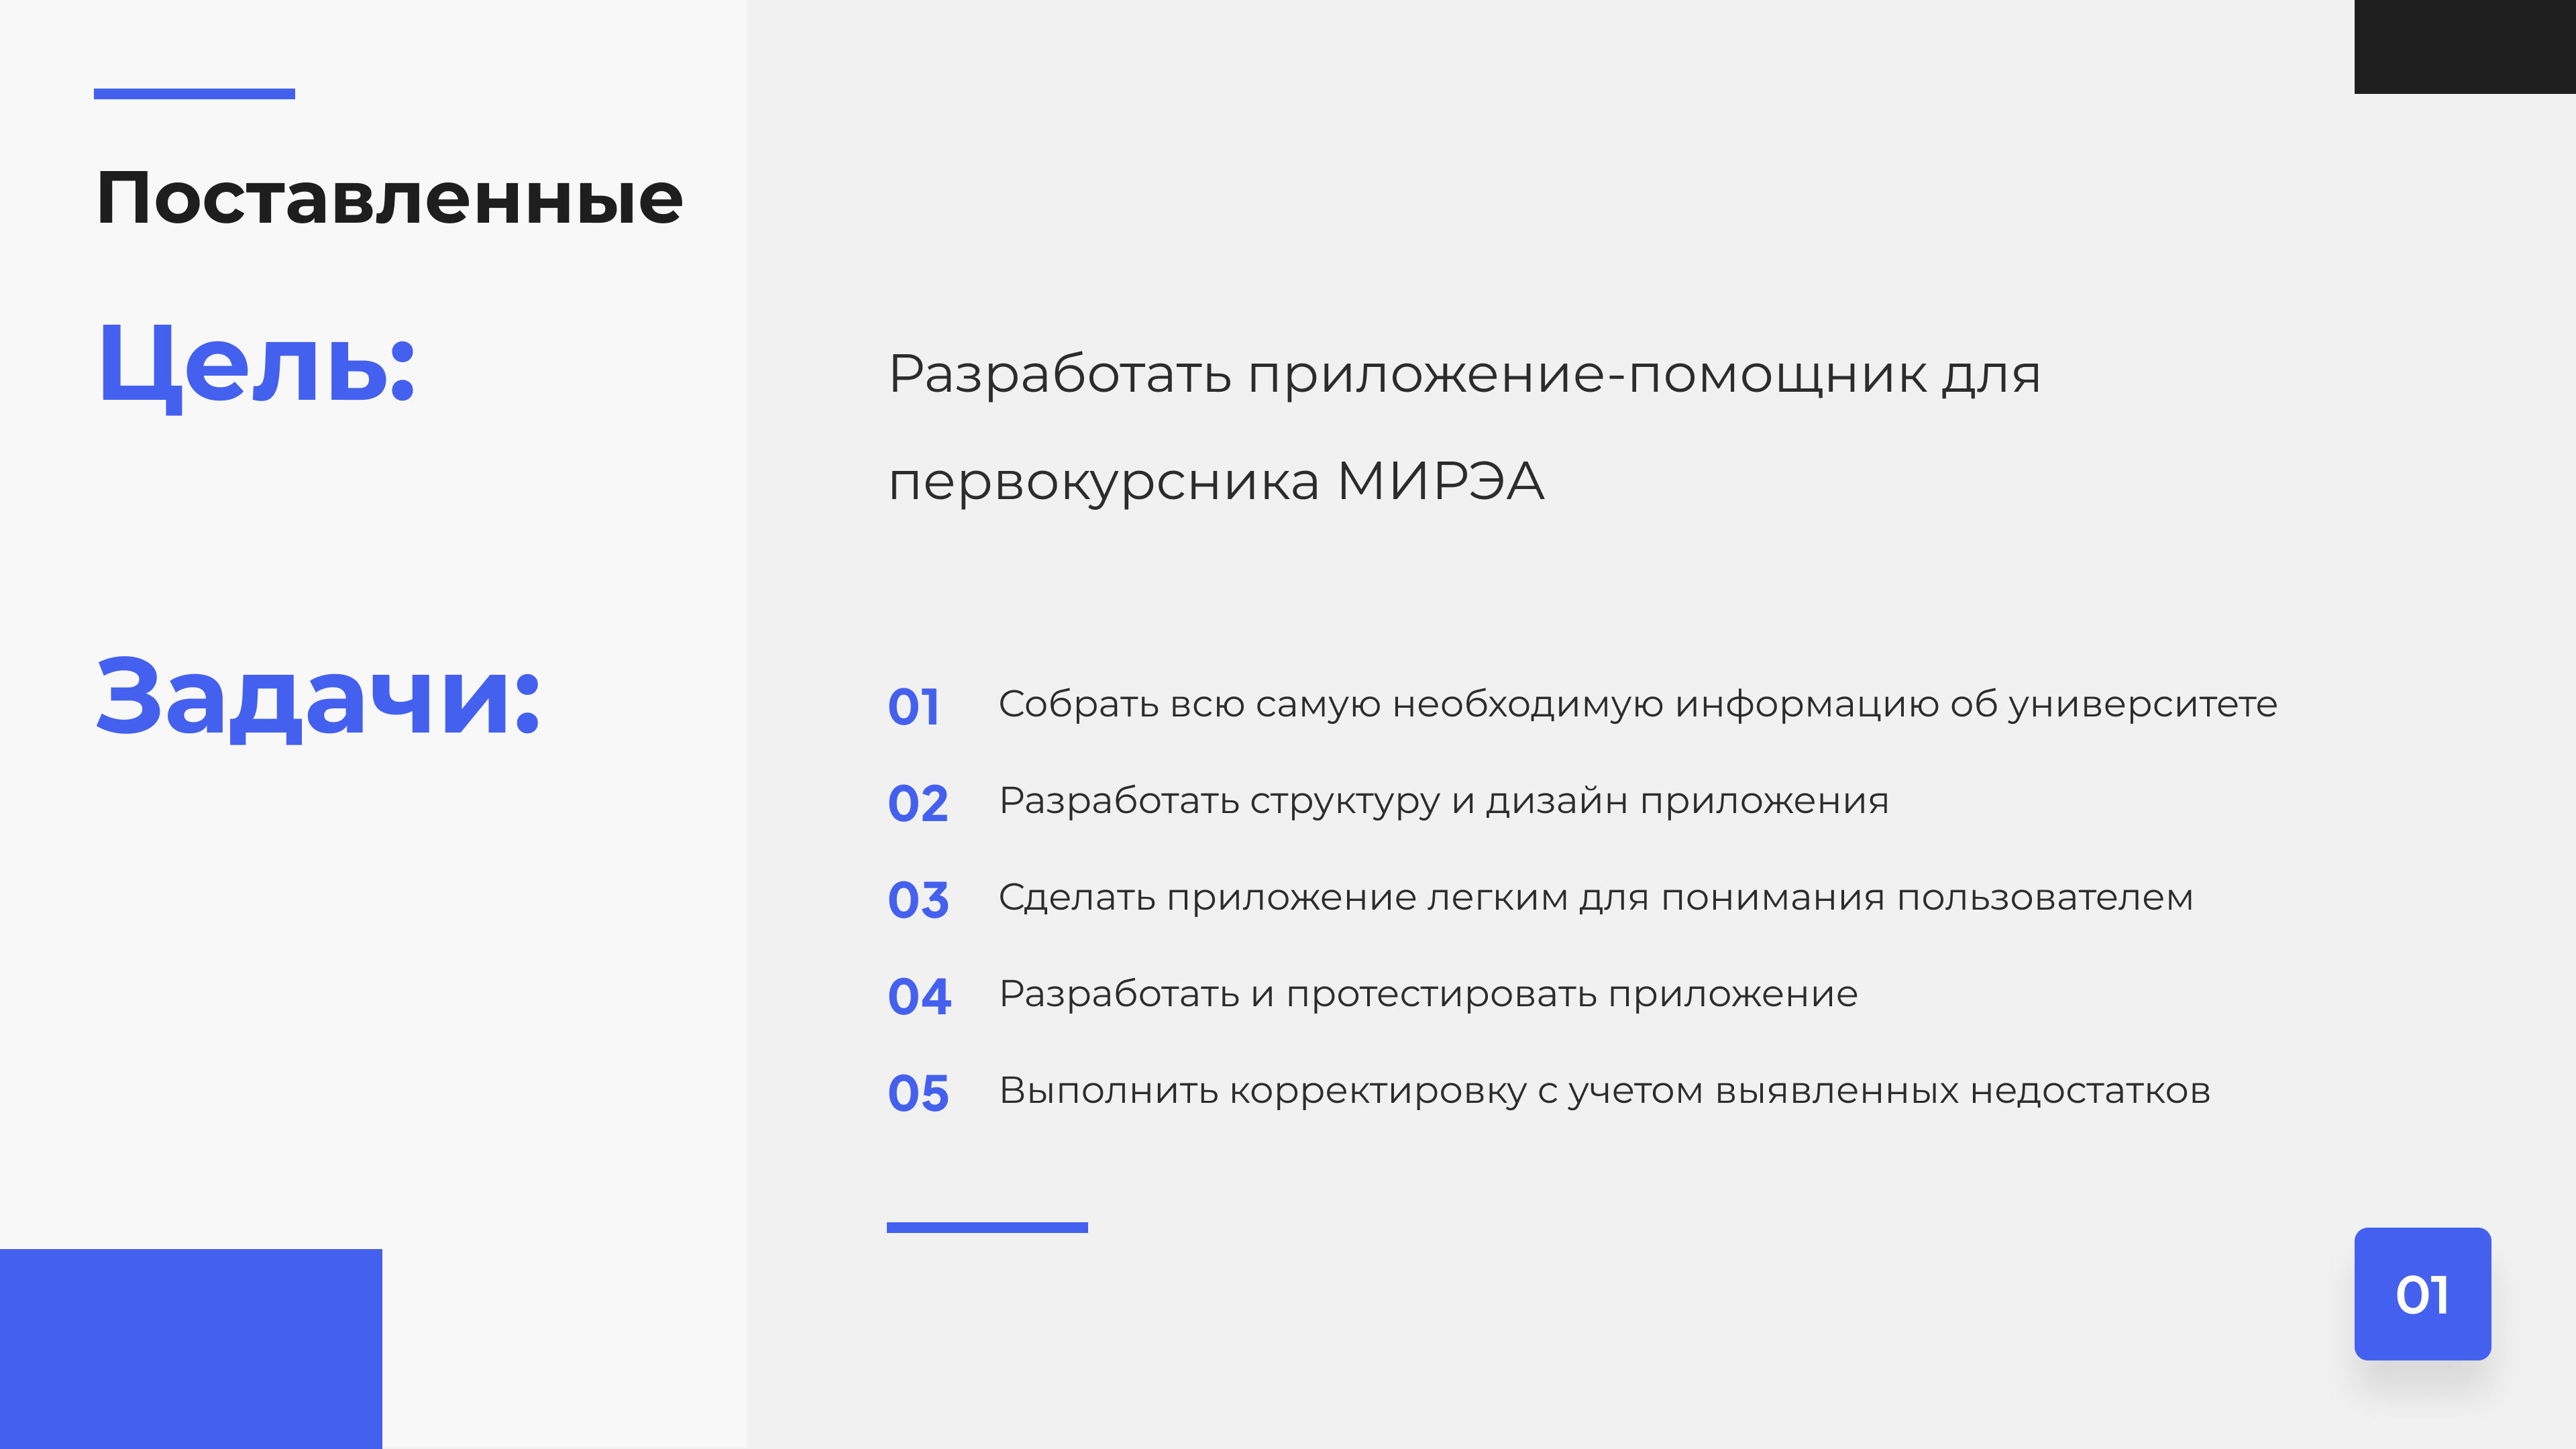 Поставленные
Цель:
Разработать приложение-помощник для
первокурсника МИРЭА
Задачи:
01 Собрать всю самую необходимую информацию об университете
02 Разработать структуру и дизайн приложения
03 Сделать приложение легким для понимания пользователем
04 Разработать и протестировать приложение
05 Выполнить корректировку с учетом выявленных недостатков
01